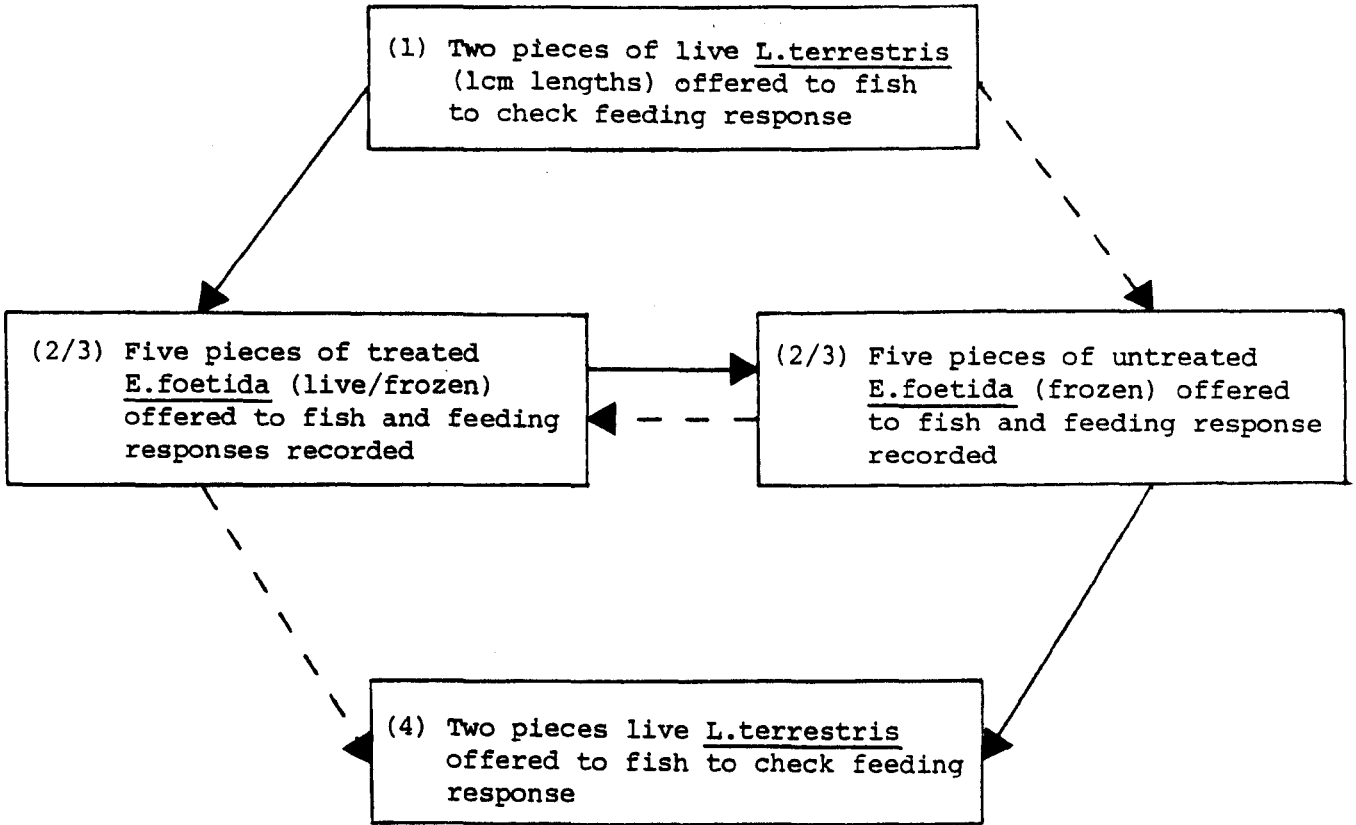 (1) Two pieces of live L.terrestris
(1cm lengths) offered to fish
to check feeding response
(2/3) Five pieces of treated
E.foetida (live/frozen)
offered to fish and feeding
responses recorded
(2/3) Five pieces of untreated
E.foetida (frozen) offered
to fish and feeding response
recorded
(4) Two pieces live L.terrestris
offered to fish to check feeding
response